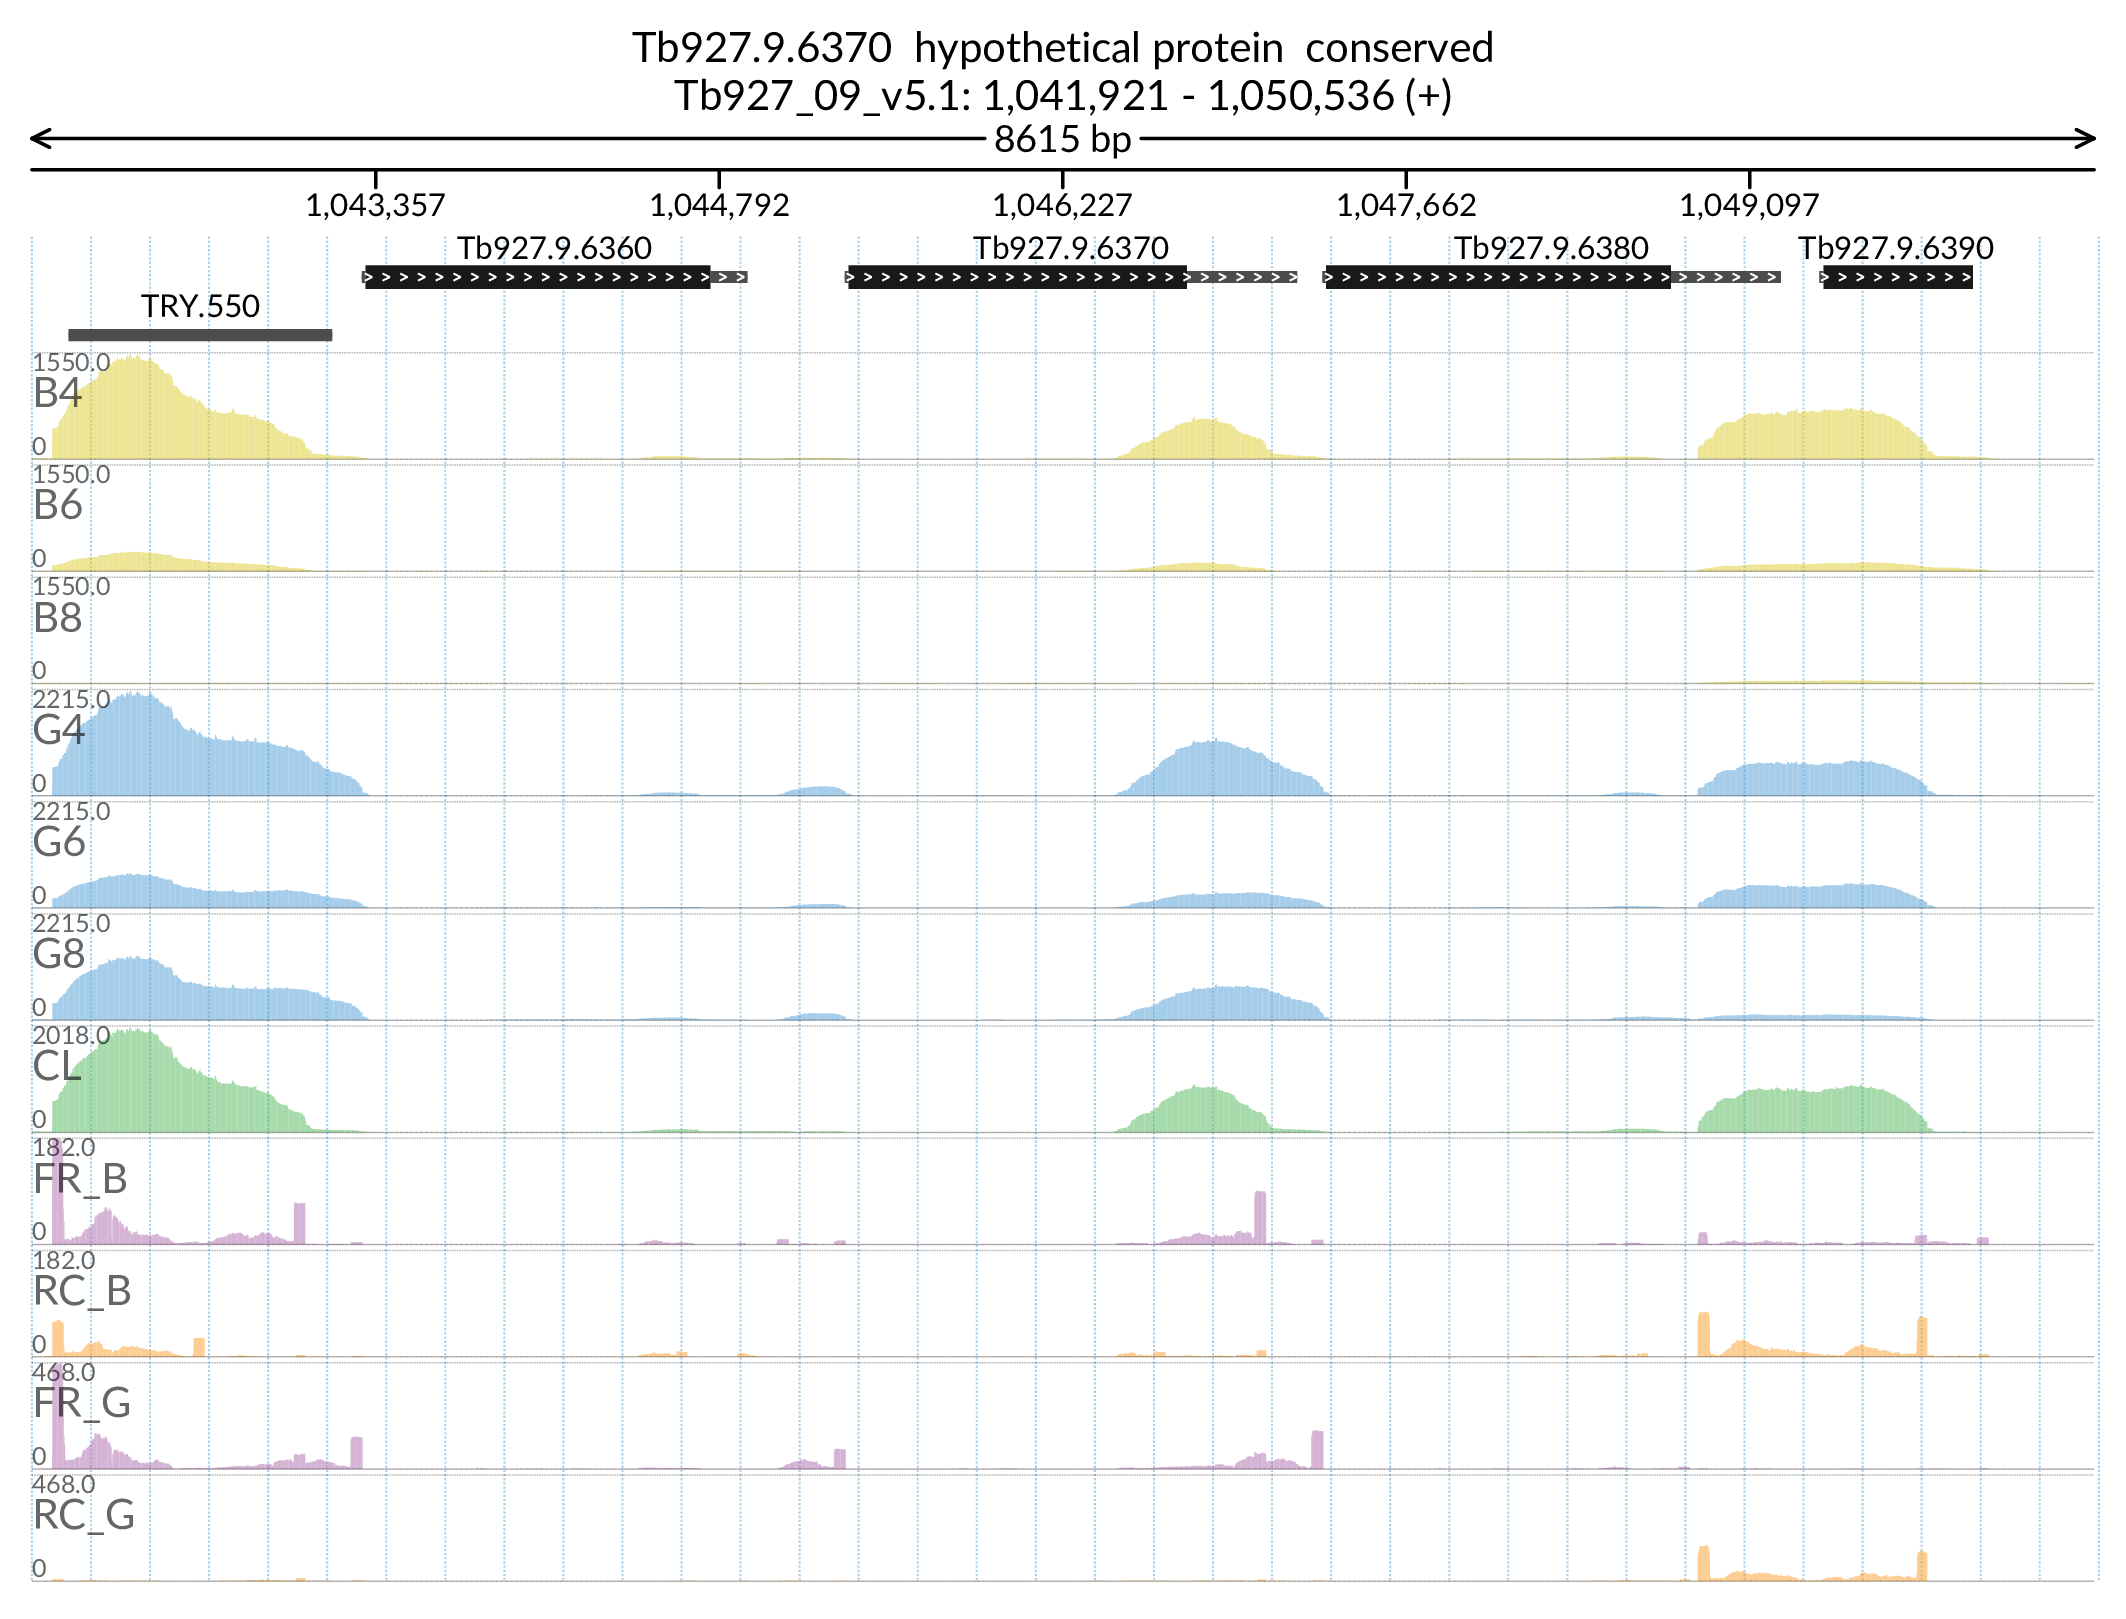 Tb927.9.6370 hypothetical protein conserved
Tb927_09_v5.1: 1,041,921 - 1,050,536 (+)
8615 bp
1,043,357 1,044,792 1,046,227 1,047,662 1,049,097
Tb927.9.6360 Tb927.9.6370 Tb927.9.6380 Tb927.9.6390
TRY.550
1550.0
B4
0
1550.0
B6
0
1550.0
B8
0
2215.0
G4
0
2215.0
G6
0
2215.0
G8
0
2018.0
CL
0
182.0
FR_B
0
182.0
RC_B
0
468.0
FR_G
0
468.0
RC_G
0